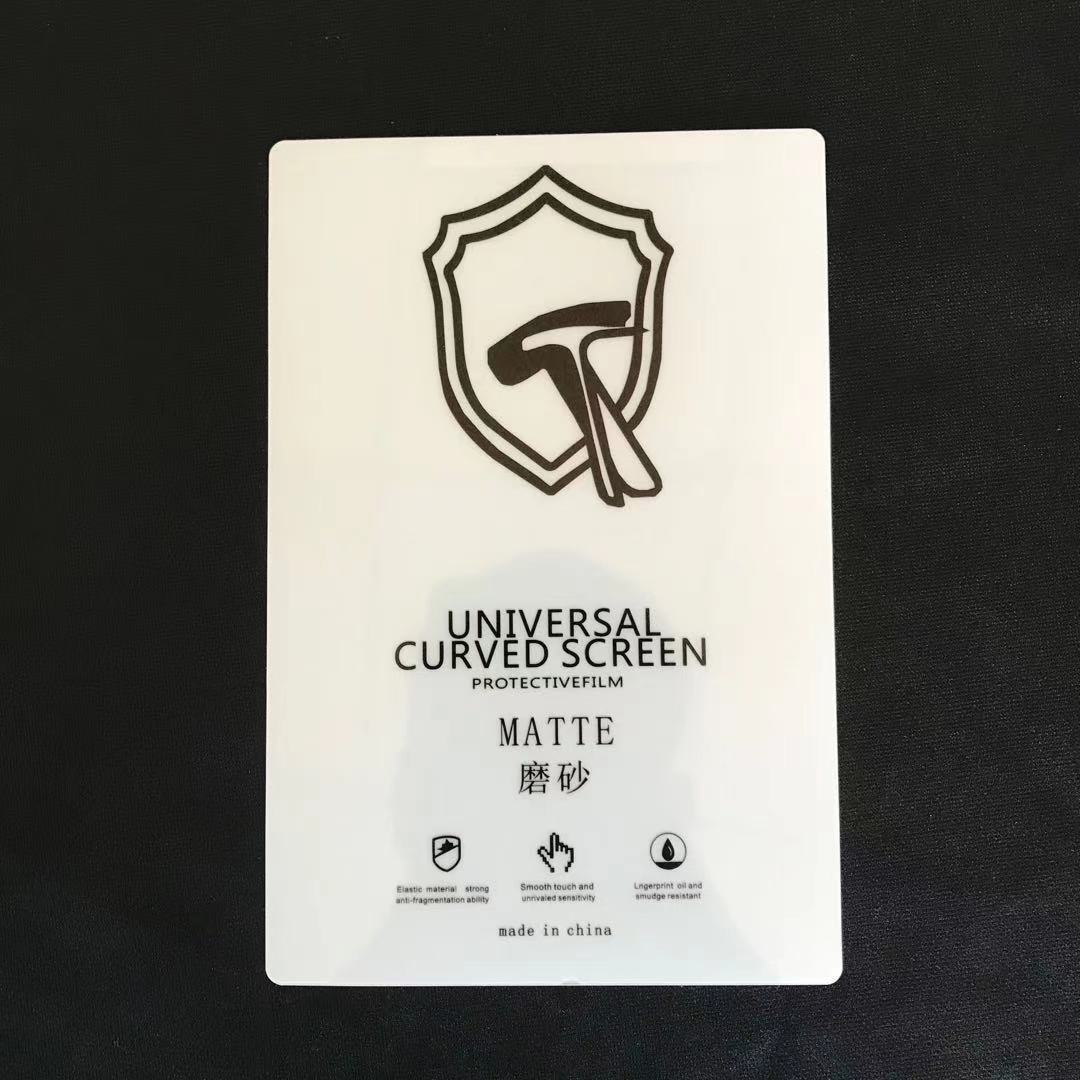 UNIVERSAL
CURVED SCREEN
PROTECTIVEFILM
MATTE
磨砂
Elastic material strong
anti-fragmentation ability
Smooth touch and
unrivaled sensitivity
Lngerprint oil and
smudge resistant
made in china